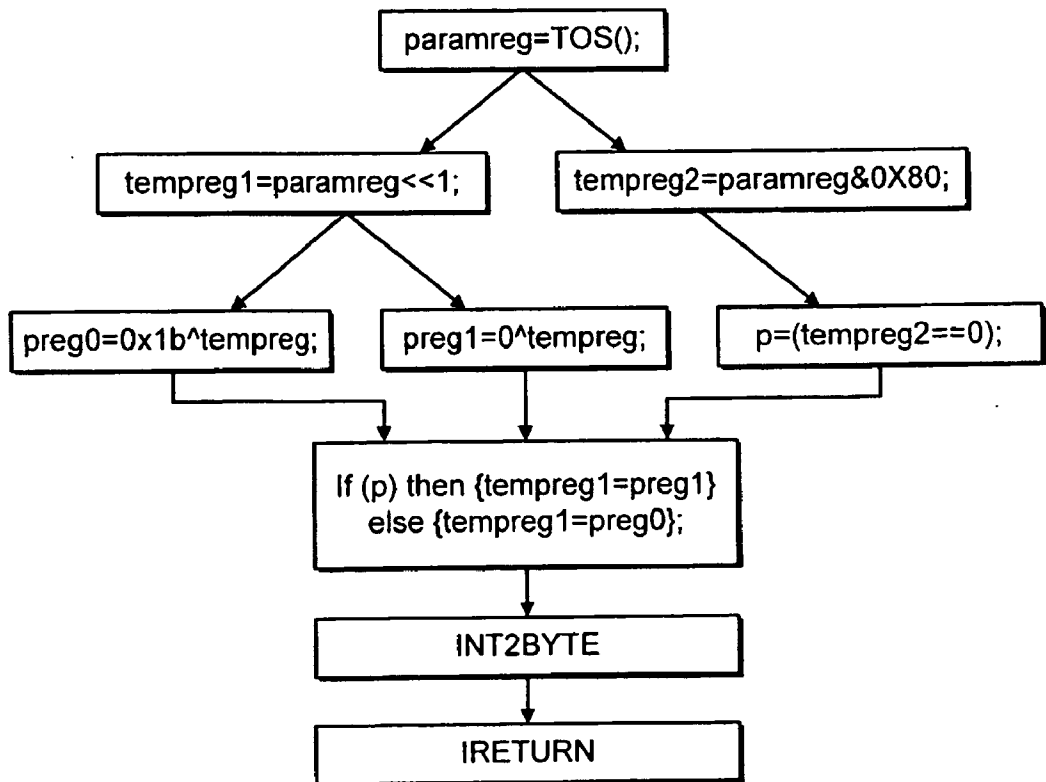 paramreg=TOS();
tempreg1=paramreg<<1;
tempreg2=paramreg&0X80;
preg0=0x1b^tempreg;
preg1=0^tempreg;
p=(tempreg2==0);
If (p) then {tempreg1=preg1}
else {tempreg1=preg0};
INT2BYTE
IRETURN